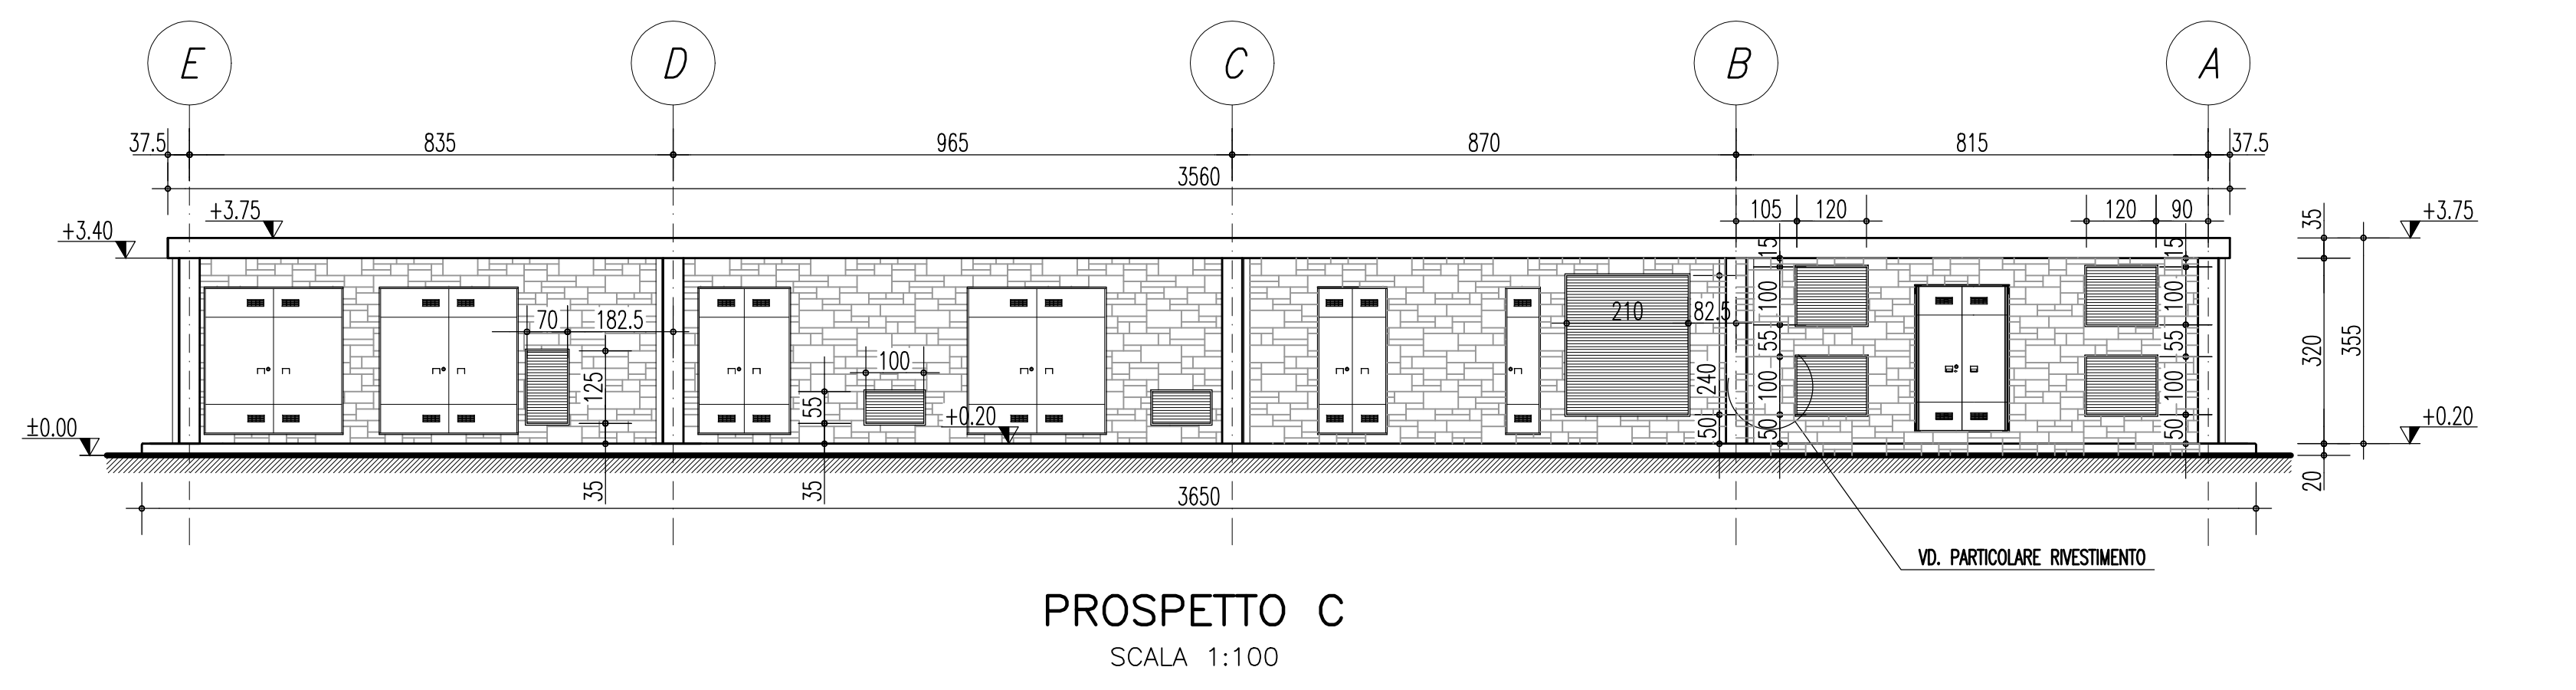 E D C B A
37.5 835 965 870 815 37.5
3560
+3.75 105 120 120 90 35 +3.75
+3.40
15 15
100 100
70 182.5 210 82.5
55 55 320 355
100
125 55 240 100 100
+0.20 +0.20
±0.00 50 50 50
35 35 20
3650
VD. PARTICOLARE RIVESTIMENTO
PROSPETTO C
SCALA 1:100